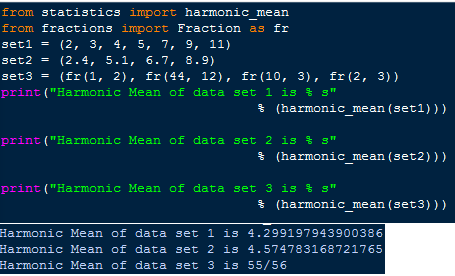 from statistics import harmonic_mean
from fractions import Fraction as fr
set1 = (2, 3, 4, 5, 7, 9, 11)
set2 = (2.4, 5.1, 6.7, 8.9)
set3 = (fr(1, 2), fr(44, 12), fr(10, 3), fr(2, 3))
print("Harmonic Mean of data set 1 is % s"
% (harmonic_mean(set1)))
print("Harmonic Mean of data set 2 is % s"
% (harmonic_mean(set2)))
print("Harmonic Mean of data set 3 is % s"
% (harmonic_mean(set3)))
Harmonic Mean of data set 1 is 4.299197943900386
Harmonic Mean of data set 2 is 4.574783168721765
Harmonic Mean of data set 3 is 55/56